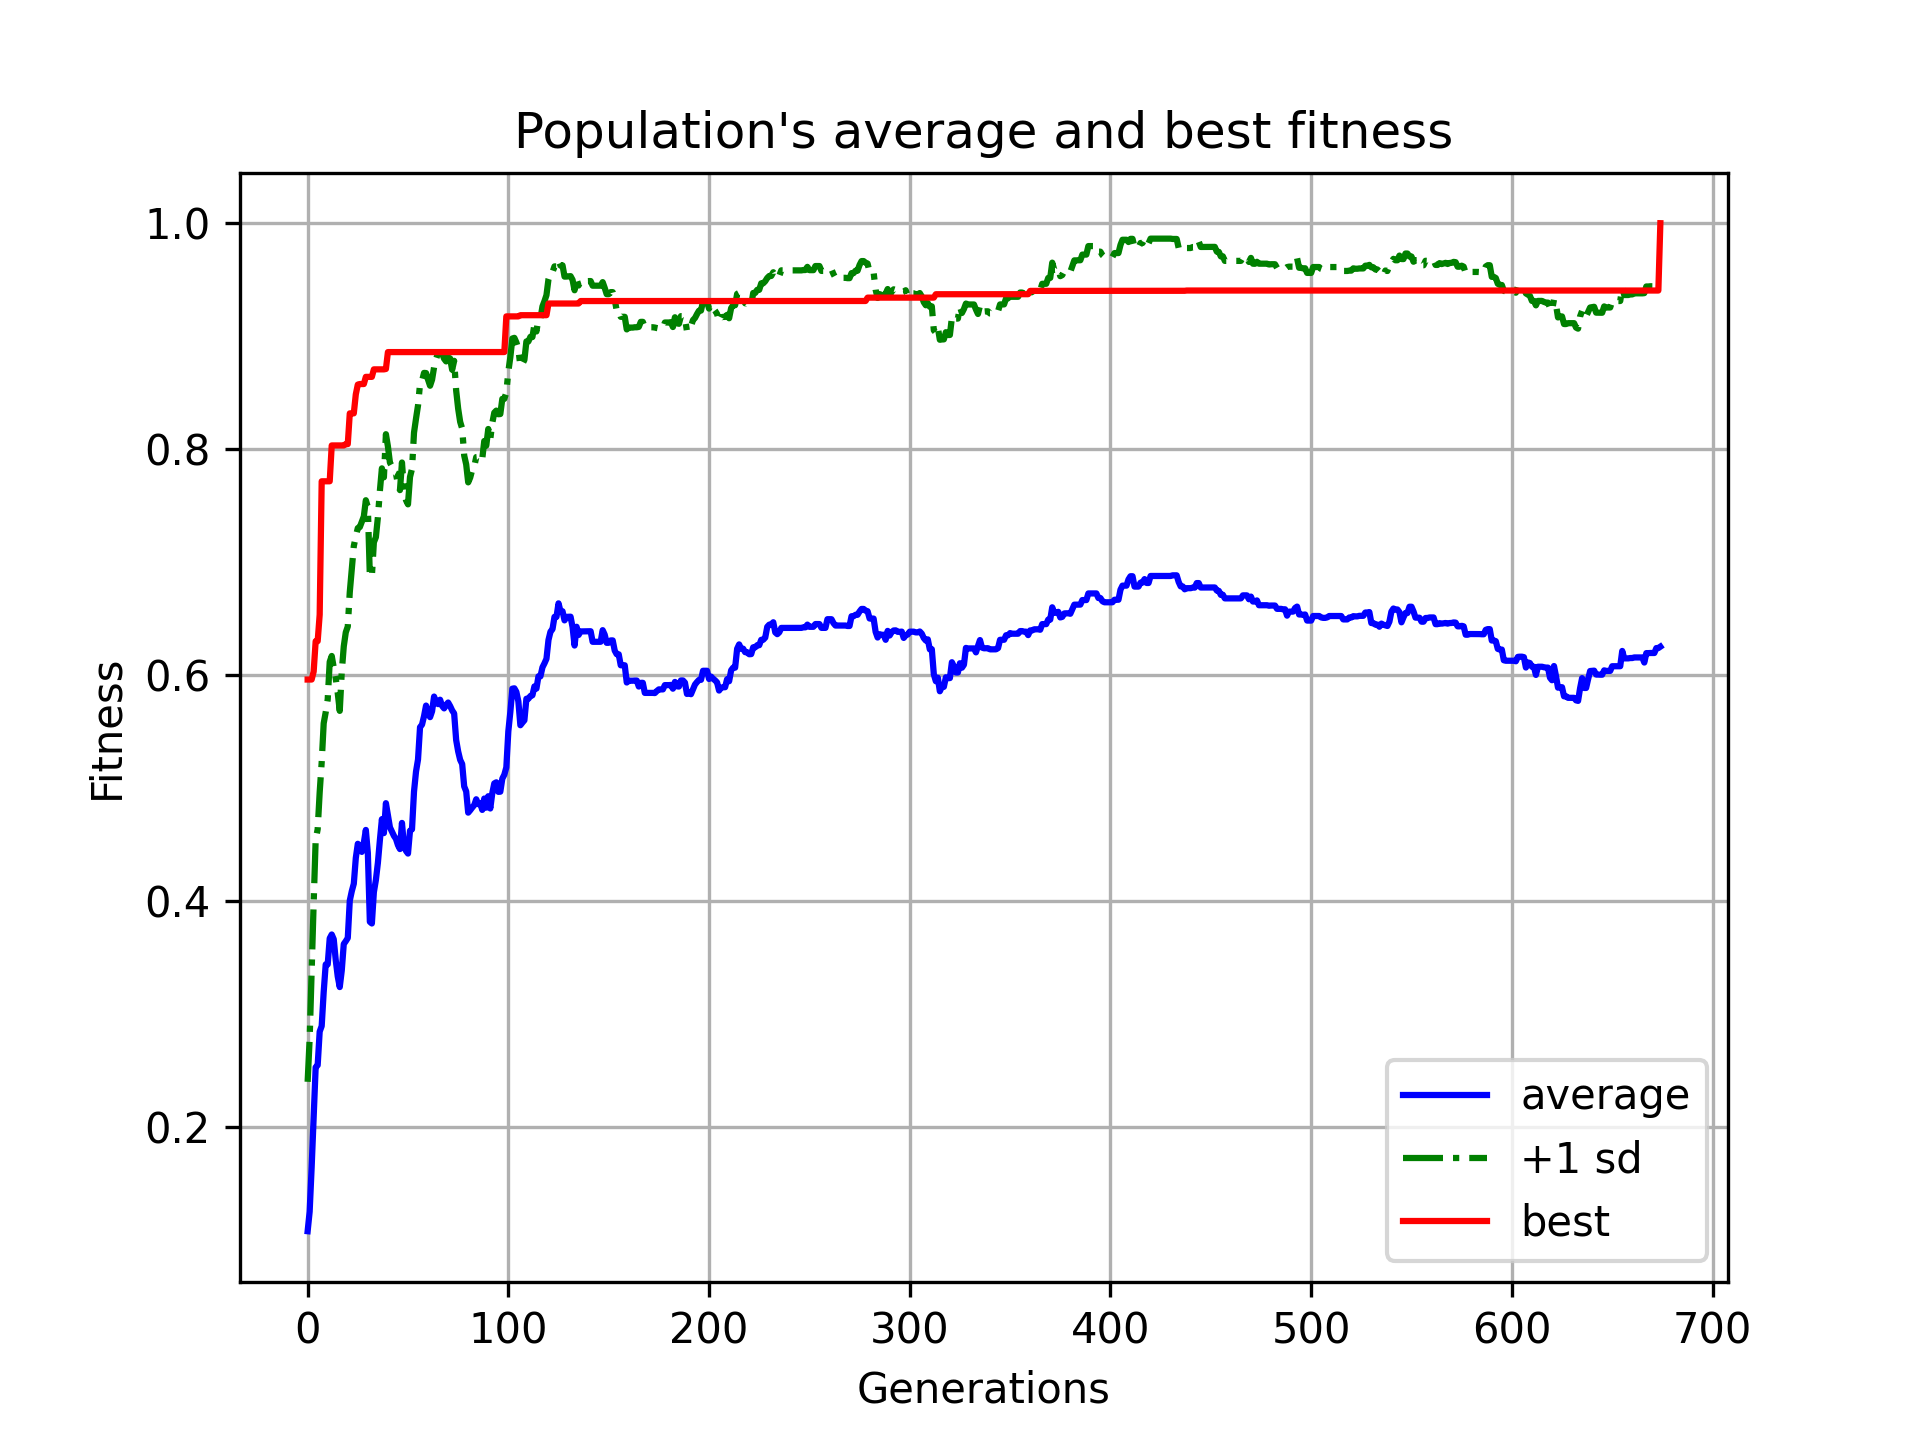 Population's average and best fitness
1.0
0.8
0.6
0.4
0.2
Fitness
0 100 200 300 400 500 600 700
Generations
average
+1 sd
best